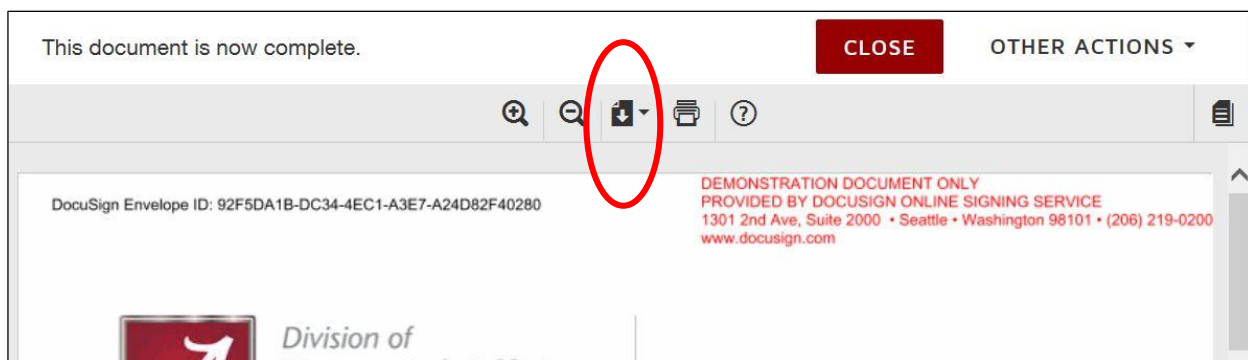 This document is now complete.
CLOSE
OTHER ACTIONS
DocuSign Envelope ID: 92F5DA1B-DC34-4EC1-A3E7-A24D82F40280
DEMONSTRATION DOCUMENT ONLY
PROVIDED BY DOCUSIGN ONLINE SIGNING SERVICE
1301 2nd Ave, Suite 2000 • Seattle • Washington 98101 • (206) 219-0200
www.docusign.com
Division of